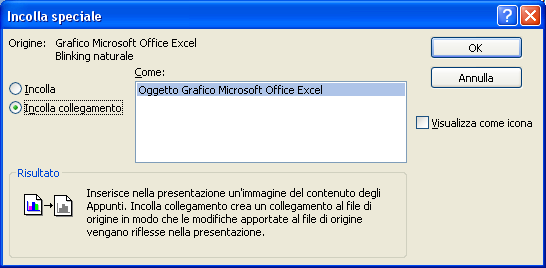 Incolla speciale
Origine: Grafico Microsoft Office Excel
Blinking naturale
OK
Annulla
Come:
Incolla
Incolla collegamento
Oggetto Grafico Microsoft Office Excel
Visualizza come icona
Risultato
Inserisce nella presentazione un'immagine del contenuto degli
Appunti. Incolla collegamento crea un collegamento al file di
origine in modo che le modifiche apportate al file di origine
vengano riflesse nella presentazione.